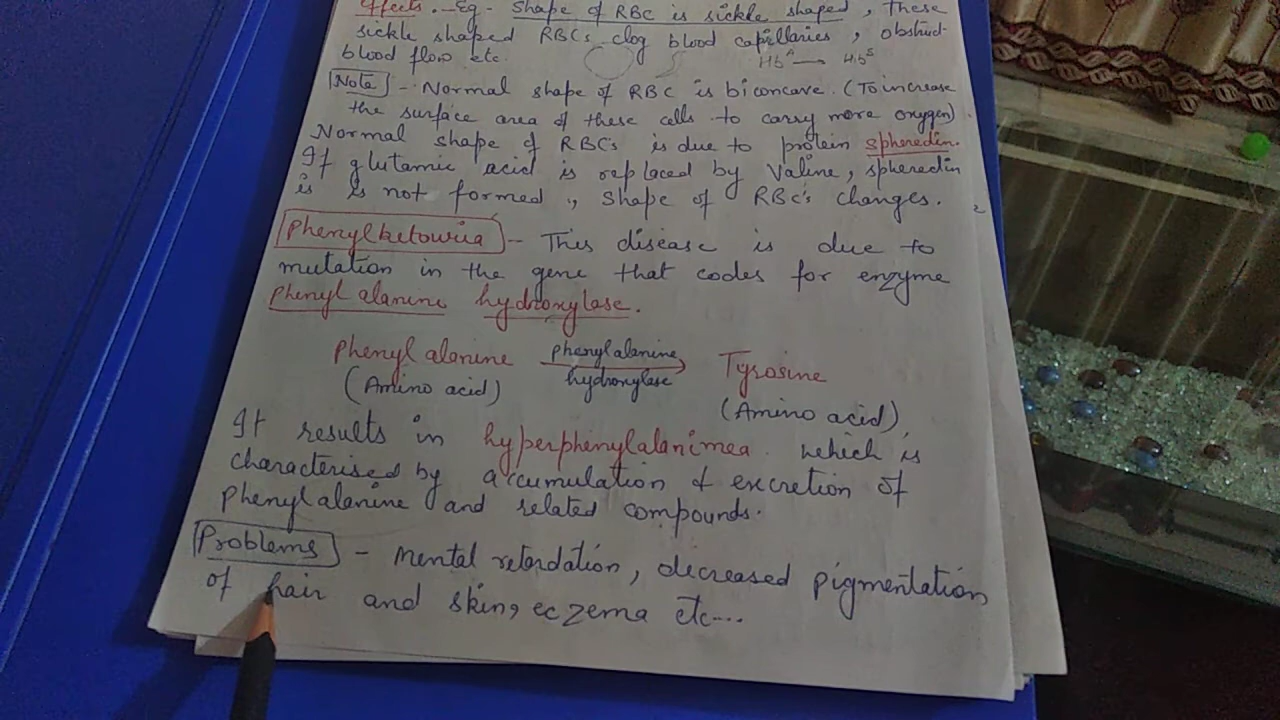 Effects. - Eg - Shape of RBC is sickle shaped, These
sickle shaped RBCs clog blood capillaries, obstruct-
blood flow etc.
Hb^A → Hb^S
Note - Normal shape of RBC is biconcave. (To increase
the surface area of these cells to carry more oxygen)
Normal shape of RBC's is due to protein spheredin.
If glutamic acid is replaced by Valine, spheredin
is is not formed, shape of RBC's changes.
Phenylketouria - This disease is due to
mutation in the gene that codes for enzyme
Phenyl alanine hydroxylase.
Phenyl alanine phenylalanine Tyrosine
(Amino acid) hydroxylase (Amino acid)
It results in hyperphenylalanimea which is
characterised by accumulation & excretion of
Phenylalanine and related compounds.
Problems - Mental retardation, decreased pigmentation
of hair and skin, eczema etc....